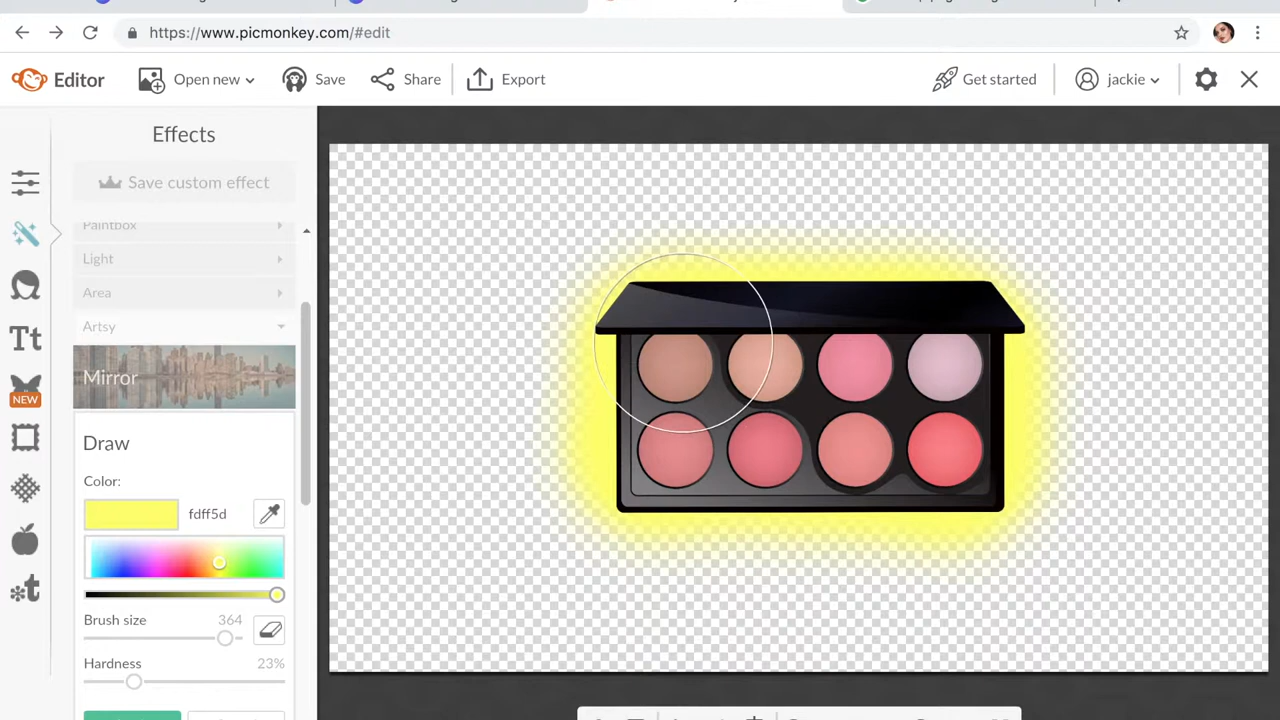 https://www.picmonkey.com/#edit
Editor
Open new
Save
Share
Export
Get started
jackie
Effects
Save custom effect
Paintbox
Light
Area
Artsy
Mirror
Tt
NEW
Draw
Color:
fdff5d
Brush size 364
Hardness 23%
t